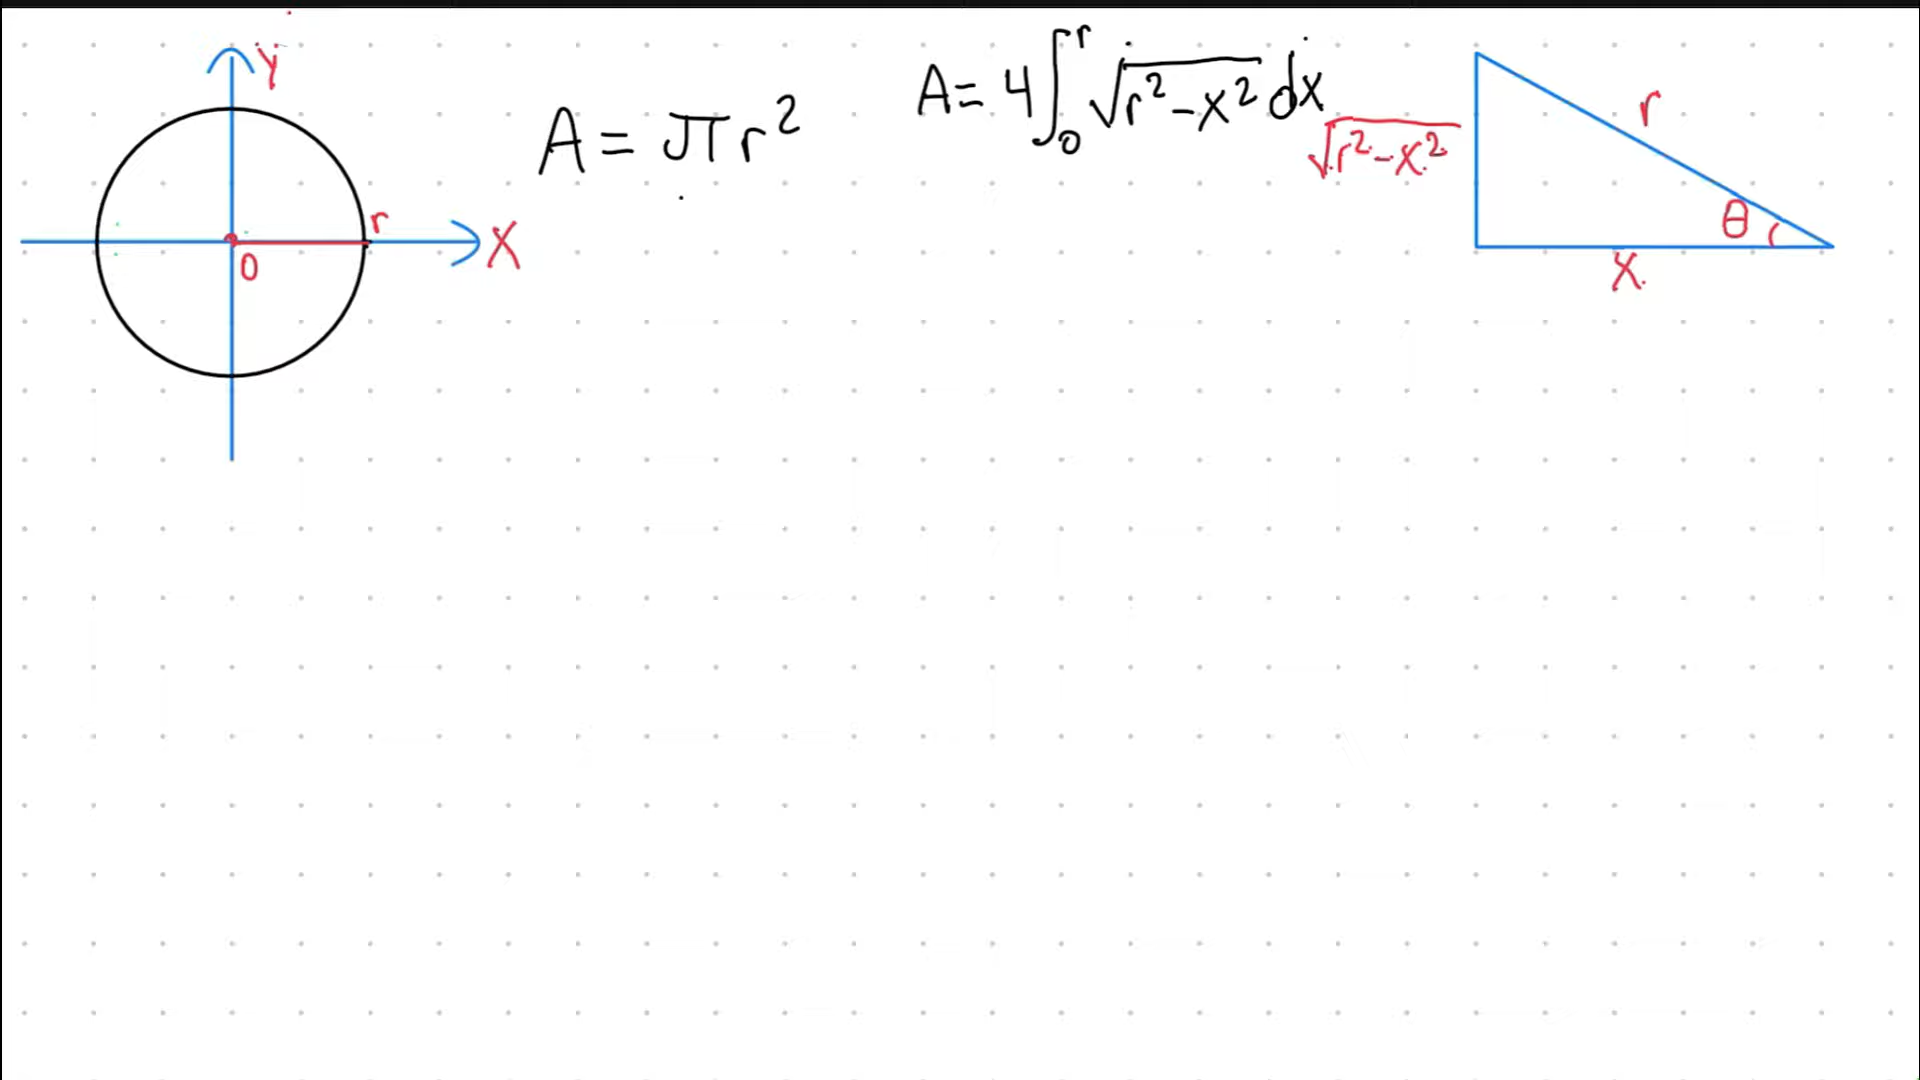 y
A = πr²
A = 4∫₀ʳ √(r²-x²) dx
√(r²-x²)
r
θ
x
r
0
X